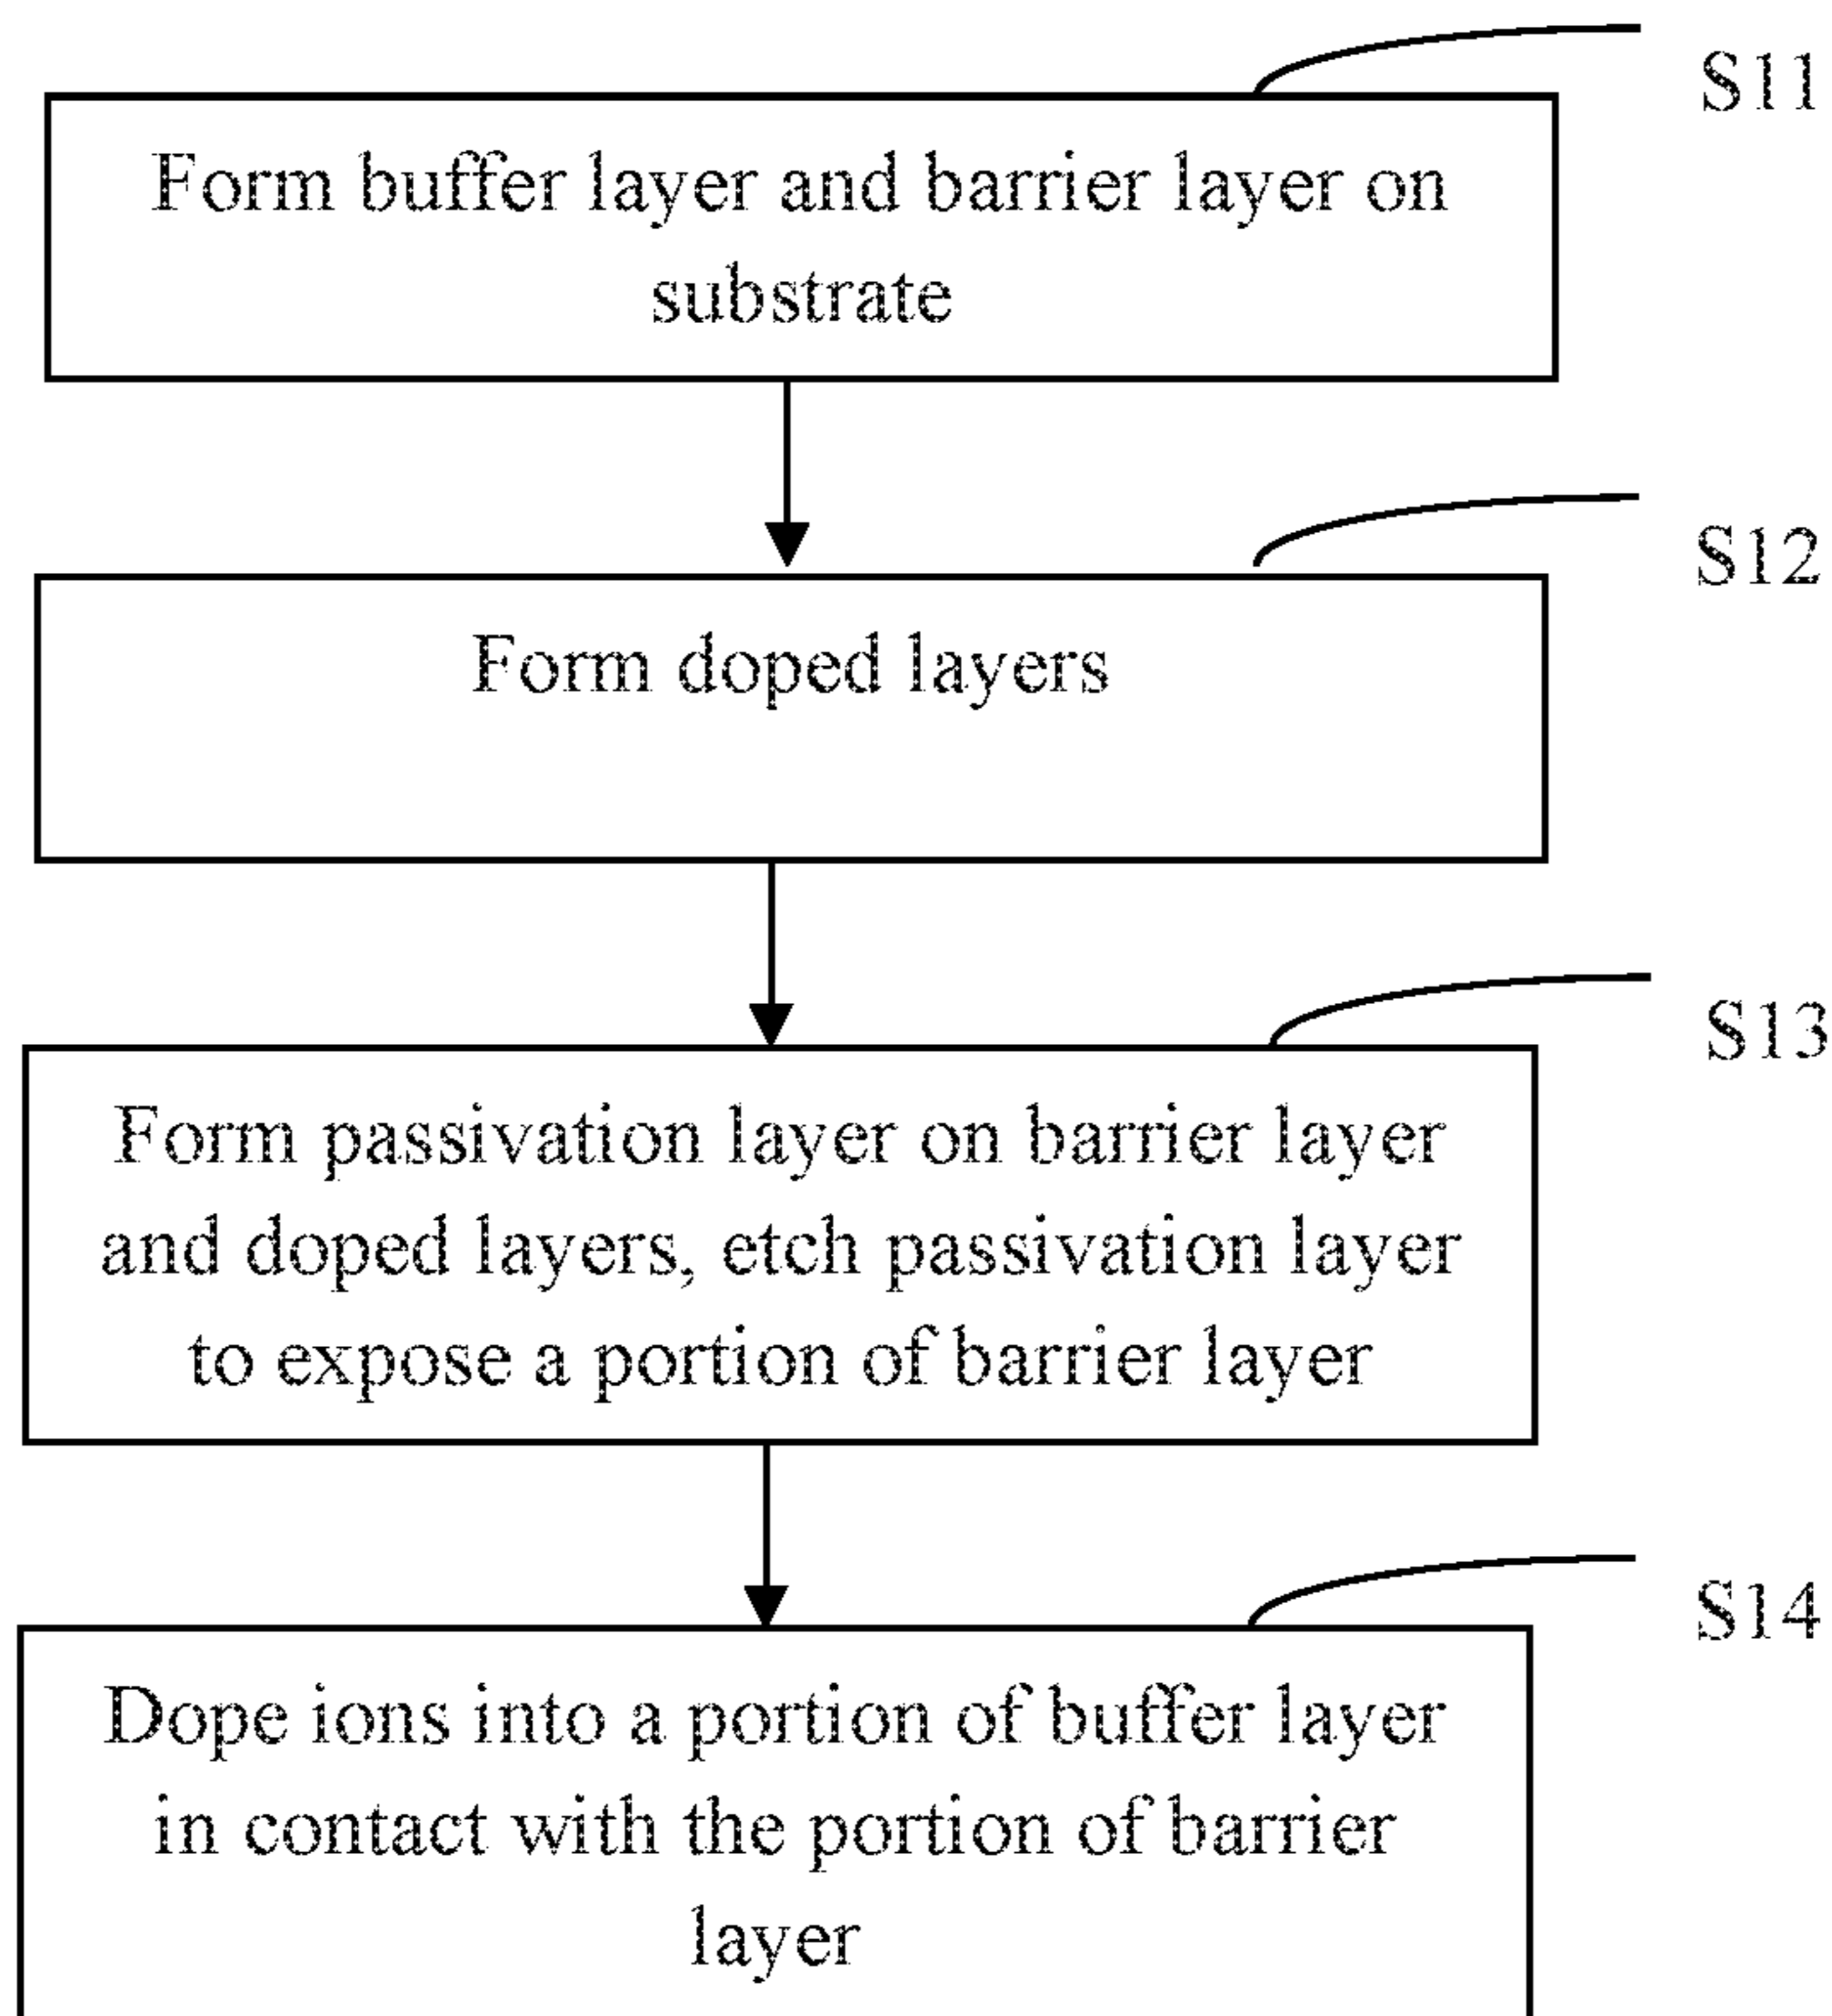 S11
Form buffer layer and barrier layer on
substrate
S12
Form doped layers
S13
Form passivation layer on barrier layer
and doped layers, etch passivation layer
to expose a portion of barrier layer
S14
Dope ions into a portion of buffer layer
in contact with the portion of barrier
layer